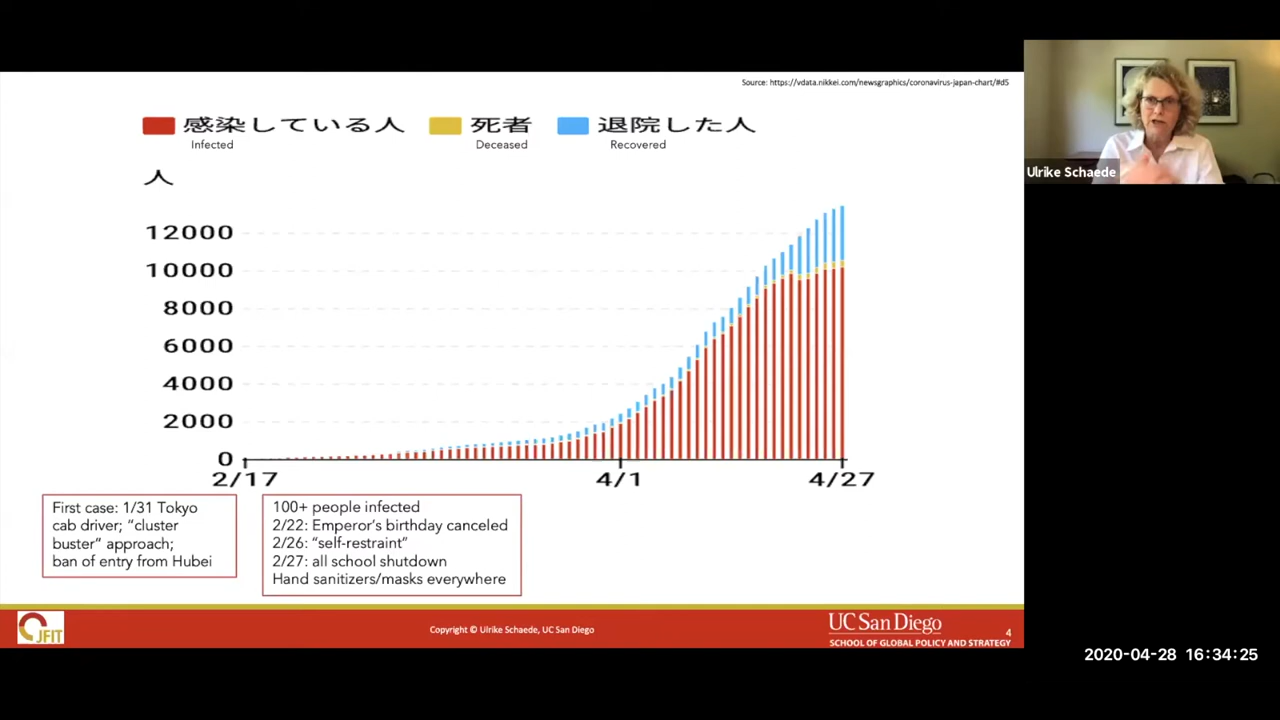 Source: https://vdata.nikkei.com/newsgraphics/coronavirus-japan-chart/#d5
感染している人 死者 退院した人
Infected Deceased Recovered
人
12000
10000
8000
6000
4000
2000
0
2/17 4/1 4/27
First case: 1/31 Tokyo
cab driver; “cluster
buster“ approach;
ban of entry from Hubei
100+ people infected
2/22: Emperor’s birthday canceled
2/26: “self-restraint”
2/27: all school shutdown
Hand sanitizers/masks everywhere
JFIT
Copyright © Ulrike Schaede, UC San Diego
UC San Diego
SCHOOL OF GLOBAL POLICY AND STRATEGY
4
Ulrike Schaede
2020-04-28 16:34:25